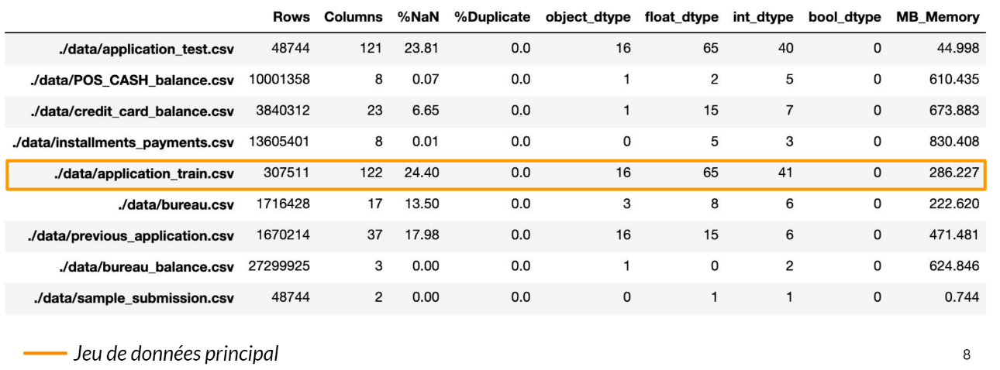 Rows Columns %NaN %Duplicate object_dtype float_dtype int_dtype bool_dtype MB_Memory
./data/application_test.csv 48744 121 23.81 0.0 16 65 40 0 44.998
./data/POS_CASH_balance.csv 10001358 8 0.07 0.0 1 2 5 0 610.435
./data/credit_card_balance.csv 3840312 23 6.65 0.0 1 15 7 0 673.883
./data/installments_payments.csv 13605401 8 0.01 0.0 0 5 3 0 830.408
./data/application_train.csv 307511 122 24.40 0.0 16 65 41 0 286.227
./data/bureau.csv 1716428 17 13.50 0.0 3 8 6 0 222.620
./data/previous_application.csv 1670214 37 17.98 0.0 16 15 6 0 471.481
./data/bureau_balance.csv 27299925 3 0.00 0.0 1 0 2 0 624.846
./data/sample_submission.csv 48744 2 0.00 0.0 0 1 1 0 0.744
Jeu de données principal
8